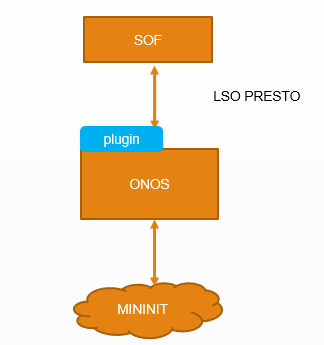 SOF
LSO PRESTO
plugin
ONOS
MININIT